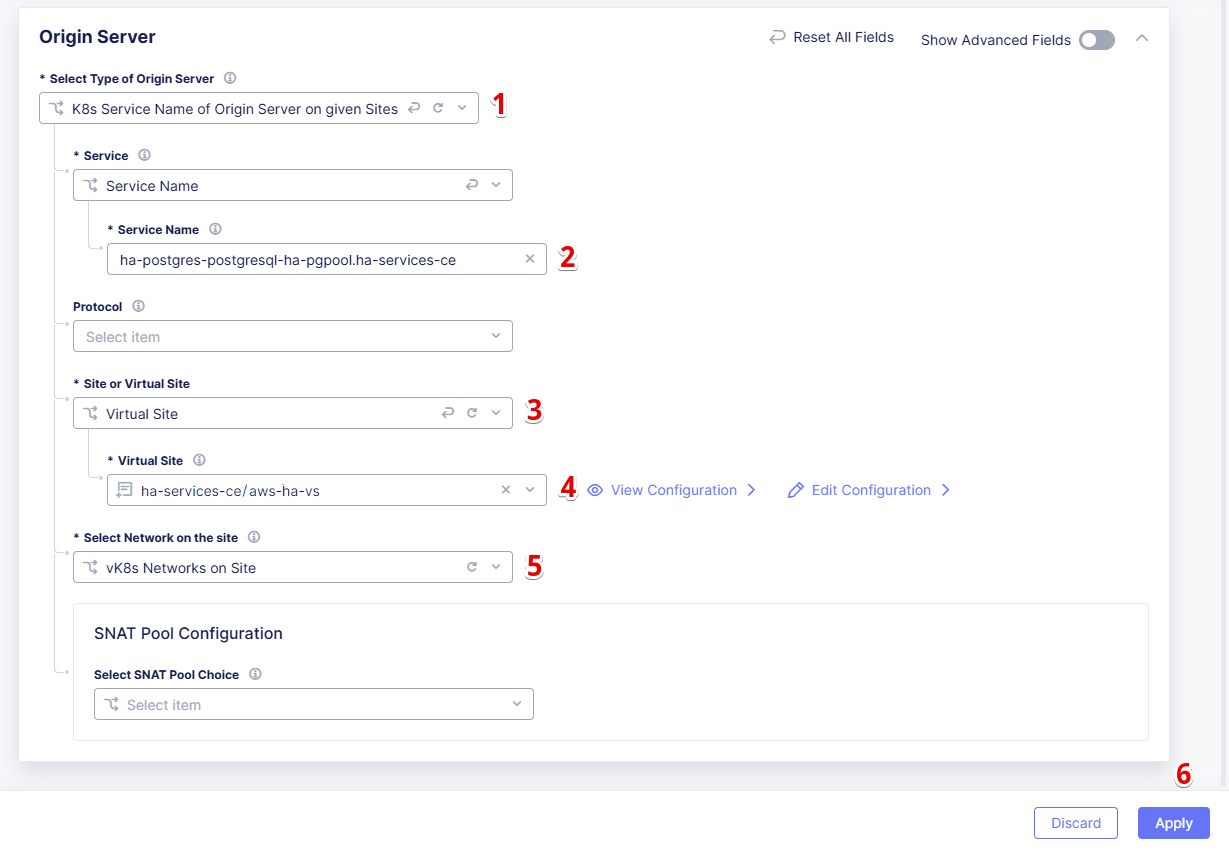 Origin Server
Reset All Fields
Show Advanced Fields
* Select Type of Origin Server
K8s Service Name of Origin Server on given Sites
1
* Service
Service Name
* Service Name
ha-postgres-postgresql-ha-pgpool.ha-services-ce
2
Protocol
Select item
* Site or Virtual Site
Virtual Site
3
* Virtual Site
ha-services-ce/aws-ha-vs
4
View Configuration
Edit Configuration
* Select Network on the site
vK8s Networks on Site
5
SNAT Pool Configuration
Select SNAT Pool Choice
Select item
6
Discard
Apply